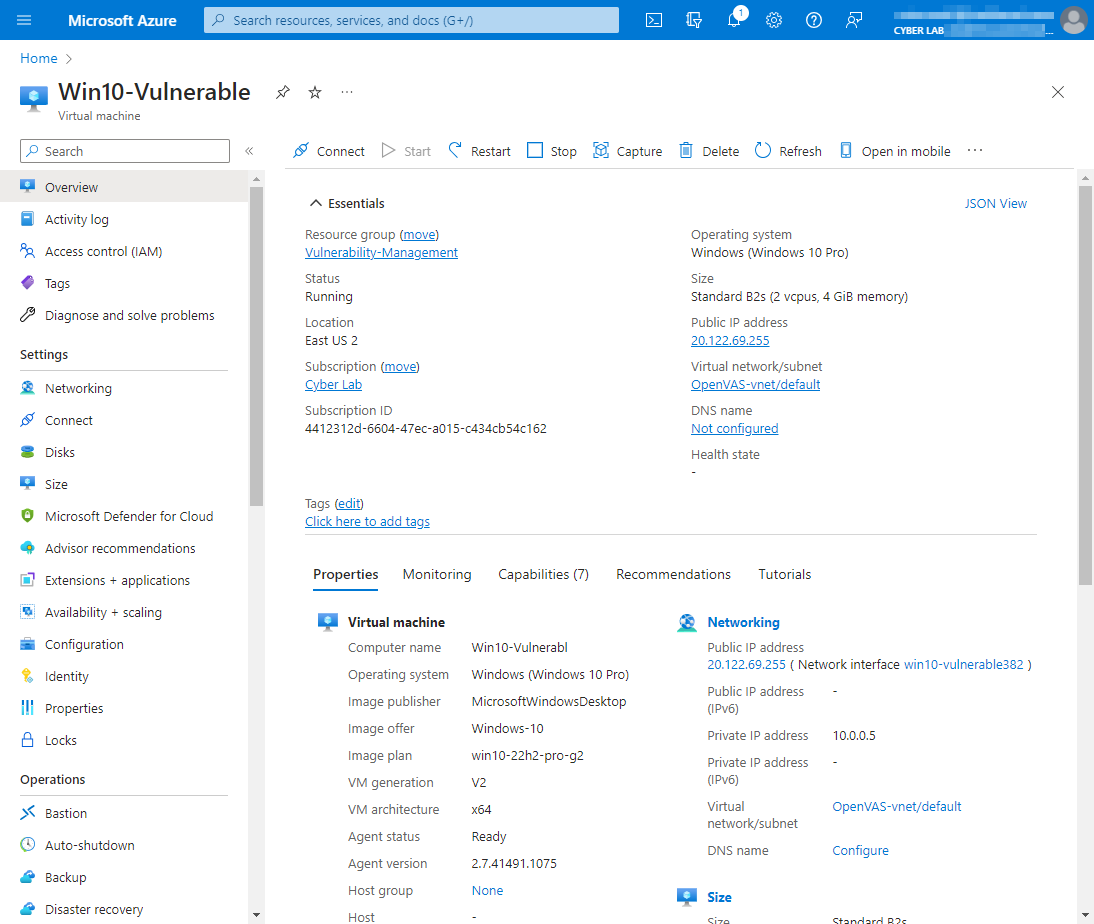 Microsoft Azure
Search resources, services, and docs (G+/)
1
CYBER LAB
Home
Win10-Vulnerable
Virtual machine
Search
Overview
Activity log
Access control (IAM)
Tags
Diagnose and solve problems
Settings
Networking
Connect
Disks
Size
Microsoft Defender for Cloud
Advisor recommendations
Extensions + applications
Availability + scaling
Configuration
Identity
Properties
Locks
Operations
Bastion
Auto-shutdown
Backup
Disaster recovery
Connect Start Restart Stop Capture Delete Refresh Open in mobile
Essentials
JSON View
Resource group (move)
Vulnerability-Management
Status
Running
Location
East US 2
Subscription (move)
Cyber Lab
Subscription ID
4412312d-6604-47ec-a015-c434cb54c162
Operating system
Windows (Windows 10 Pro)
Size
Standard B2s (2 vcpus, 4 GiB memory)
Public IP address
20.122.69.255
Virtual network/subnet
OpenVAS-vnet/default
DNS name
Not configured
Health state
-
Tags (edit)
Click here to add tags
Properties Monitoring Capabilities (7) Recommendations Tutorials
Virtual machine
Computer name Win10-Vulnerabl
Operating system Windows (Windows 10 Pro)
Image publisher MicrosoftWindowsDesktop
Image offer Windows-10
Image plan win10-22h2-pro-g2
VM generation V2
VM architecture x64
Agent status Ready
Agent version 2.7.41491.1075
Host group None
Host -
Networking
Public IP address
20.122.69.255 ( Network interface win10-vulnerable382 )
Public IP address -
(IPv6)
Private IP address 10.0.0.5
Private IP address -
(IPv6)
Virtual OpenVAS-vnet/default
network/subnet
DNS name Configure
Size
Size Standard B2s